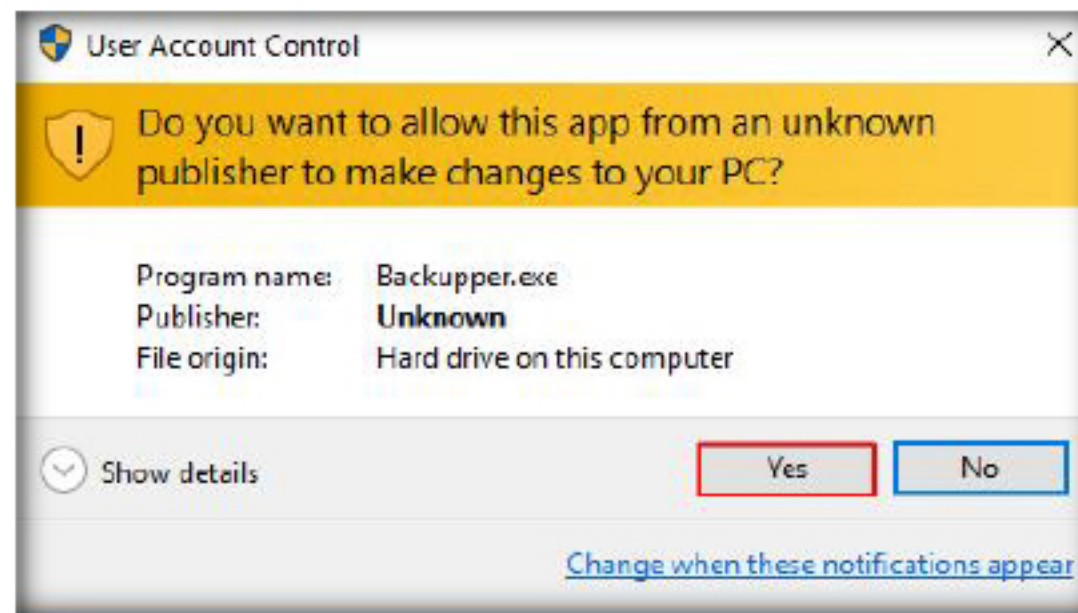 User Account Control
Do you want to allow this app from an unknown
publisher to make changes to your PC?
Program name: Backupper.exe
Publisher: Unknown
File origin: Hard drive on this computer
Show details
Yes No
Change when these notifications appear